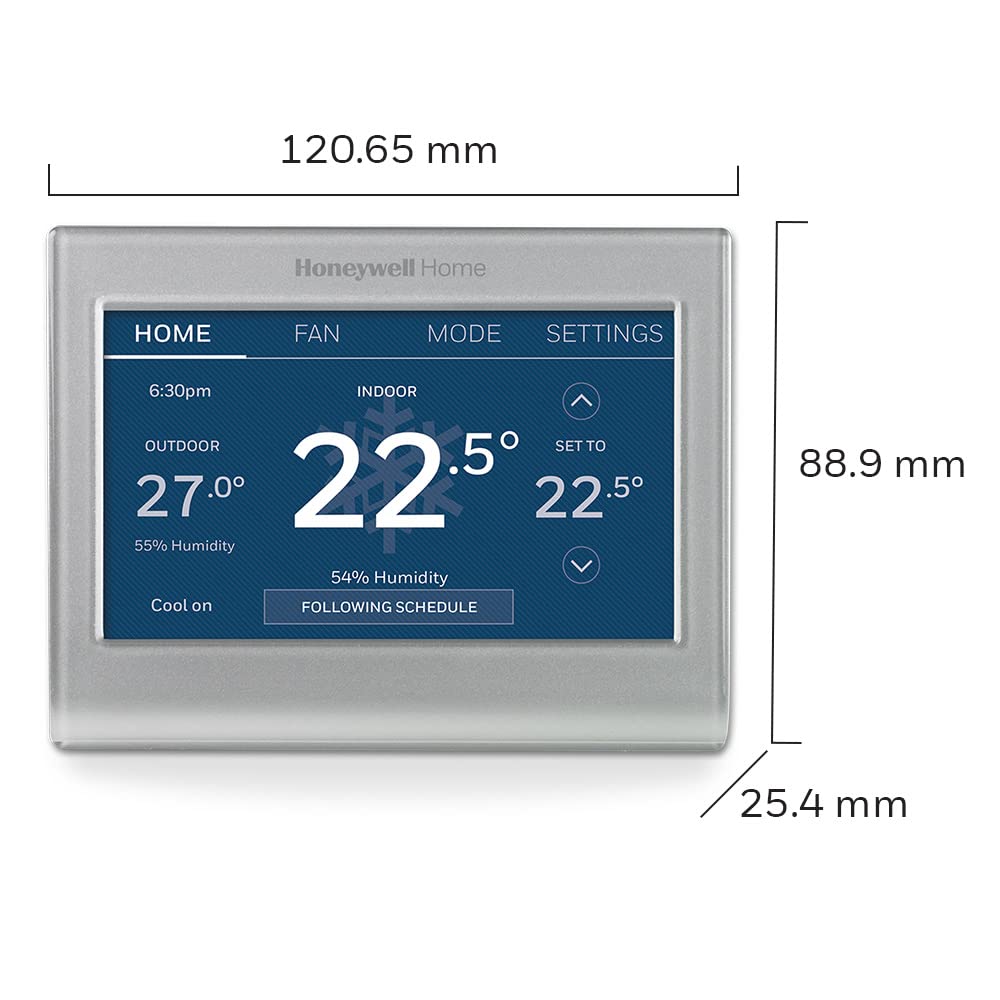 120.65 mm
Honeywell Home
HOME FAN MODE SETTINGS
6:30pm
INDOOR
OUTDOOR
27.0°
55% Humidity
Cool on
22.5°
54% Humidity
FOLLOWING SCHEDULE
SET TO
22.5°
88.9 mm
25.4 mm